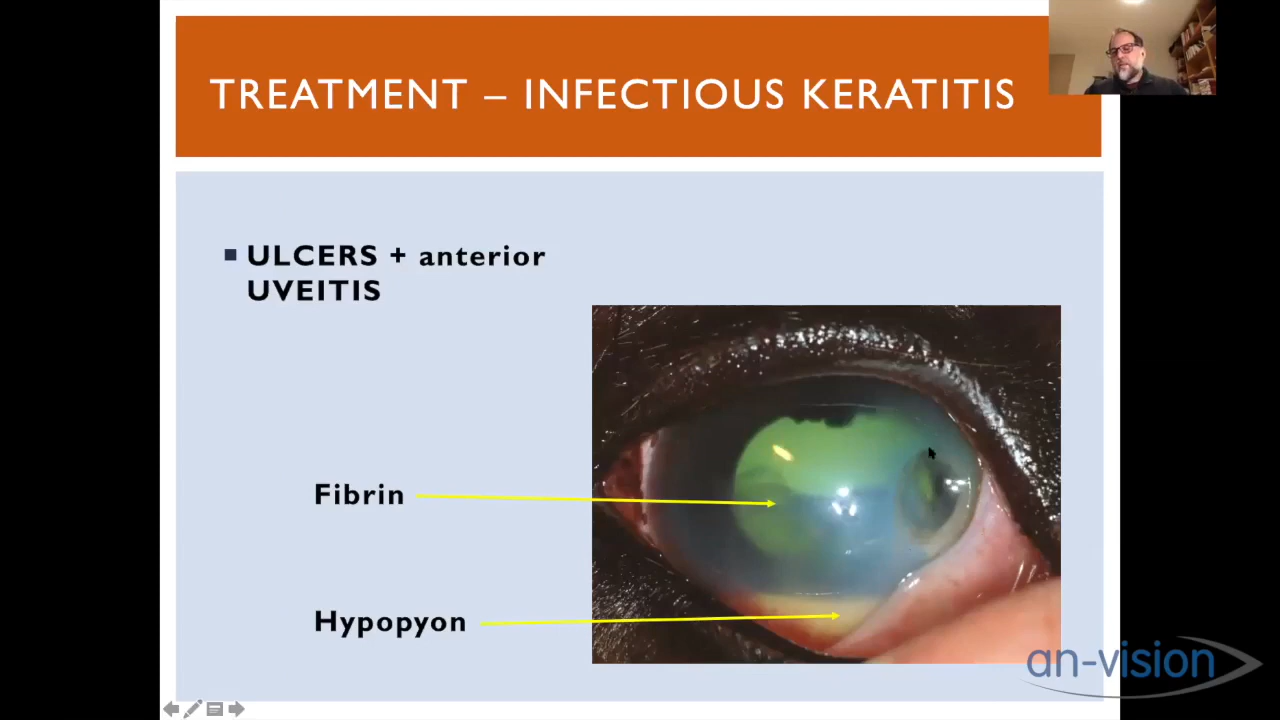 TREATMENT – INFECTIOUS KERATITIS
ULCERS + anterior
UVEITIS
Fibrin
Hypopyon
an-vision